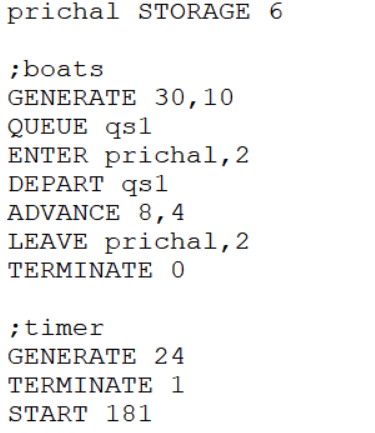 prichal STORAGE 6
;boats
GENERATE 30,10
QUEUE qs1
ENTER prichal,2
DEPART qs1
ADVANCE 8,4
LEAVE prichal,2
TERMINATE 0
;timer
GENERATE 24
TERMINATE 1
START 181